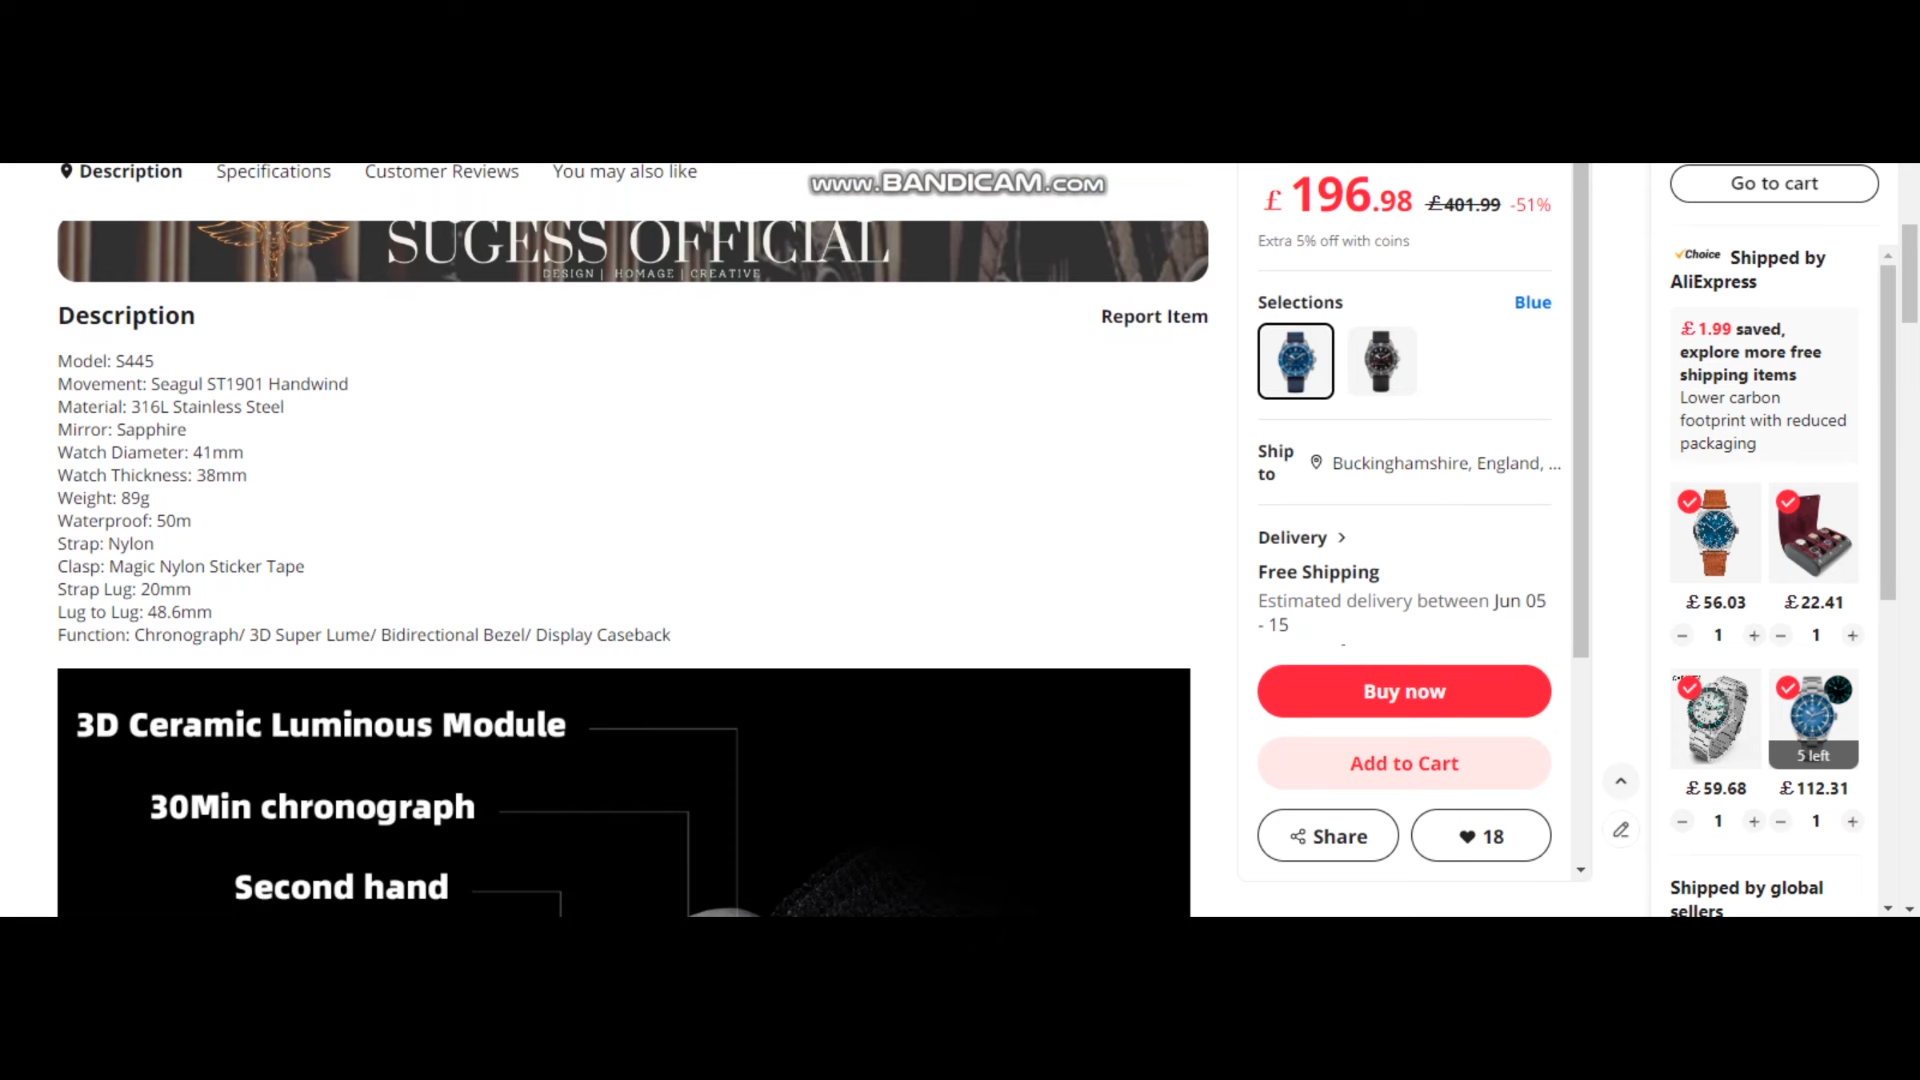 Description Specifications Customer Reviews You may also like
www.BANDICAM.com
SUGESS OFFICIAL
DESIGN | HOMAGE | CREATIVE
Description
Report Item
Model: S445
Movement: Seagul ST1901 Handwind
Material: 316L Stainless Steel
Mirror: Sapphire
Watch Diameter: 41mm
Watch Thickness: 38mm
Weight: 89g
Waterproof: 50m
Strap: Nylon
Clasp: Magic Nylon Sticker Tape
Strap Lug: 20mm
Lug to Lug: 48.6mm
Function: Chronograph/ 3D Super Lume/ Bidirectional Bezel/ Display Caseback
3D Ceramic Luminous Module
30Min chronograph
Second hand
£196.98 £401.99 -51%
Extra 5% off with coins
Selections Blue
Ship
to
Buckinghamshire, England, ...
Delivery >
Free Shipping
Estimated delivery between Jun 05
- 15
-
Buy now
Add to Cart
Share
18
Go to cart
Choice Shipped by
AliExpress
£1.99 saved,
explore more free
shipping items
Lower carbon
footprint with reduced
packaging
£56.03 £22.41
− 1 + − 1 +
5 left
£59.68 £112.31
− 1 + − 1 +
Shipped by global
sellers